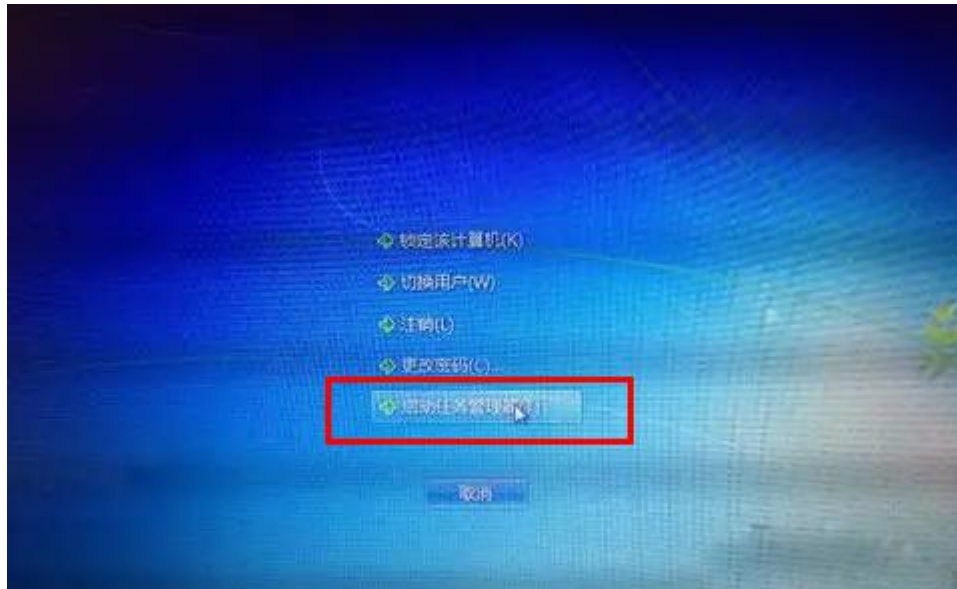 锁定该计算机(K)
切换用户(W)
注销(L)
更改密码(C)...
启动任务管理器(T)
取消